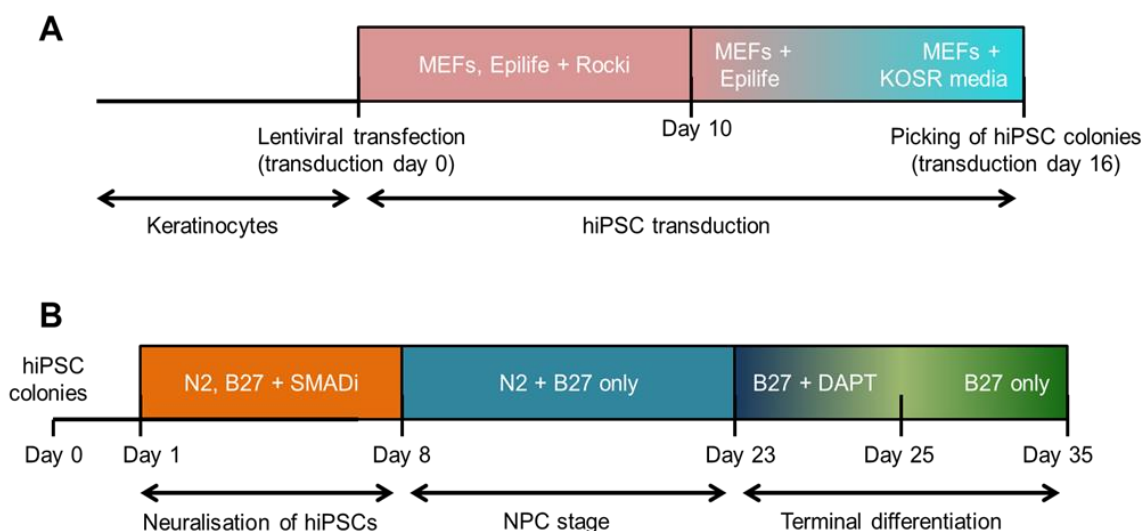 A
MEFs, Epilife + Rocki
MEFs +
Epilife
MEFs +
KOSR media
Lentiviral transfection
(transduction day 0)
Day 10
Picking of hiPSC colonies
(transduction day 16)
Keratinocytes
hiPSC transduction
B
hiPSC
colonies
N2, B27 + SMADi
N2 + B27 only
B27 + DAPT
B27 only
Day 0
Day 1
Day 8
Day 23
Day 25
Day 35
Neuralisation of hiPSCs
NPC stage
Terminal differentiation